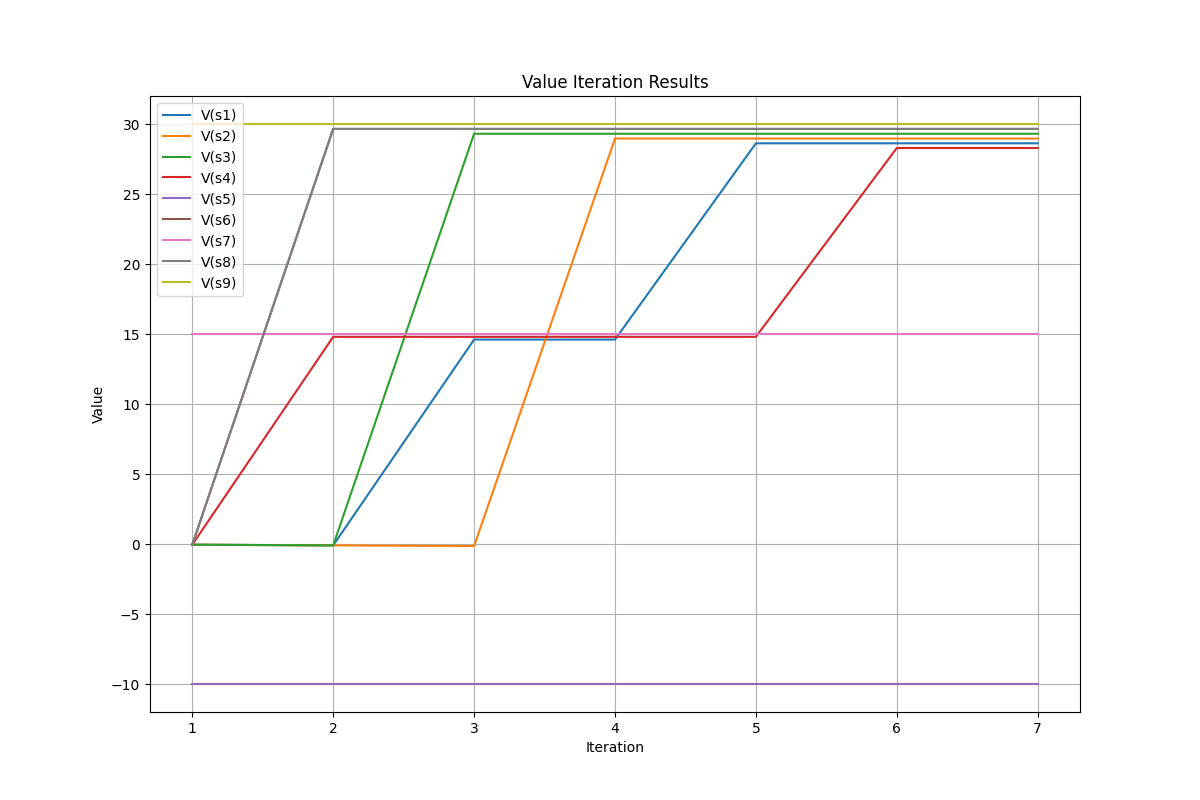 Value Iteration Results
V(s1)
V(s2)
V(s3)
V(s4)
V(s5)
V(s6)
V(s7)
V(s8)
V(s9)
30
25
20
15
10
5
0
−5
−10
Value
1 2 3 4 5 6 7
Iteration